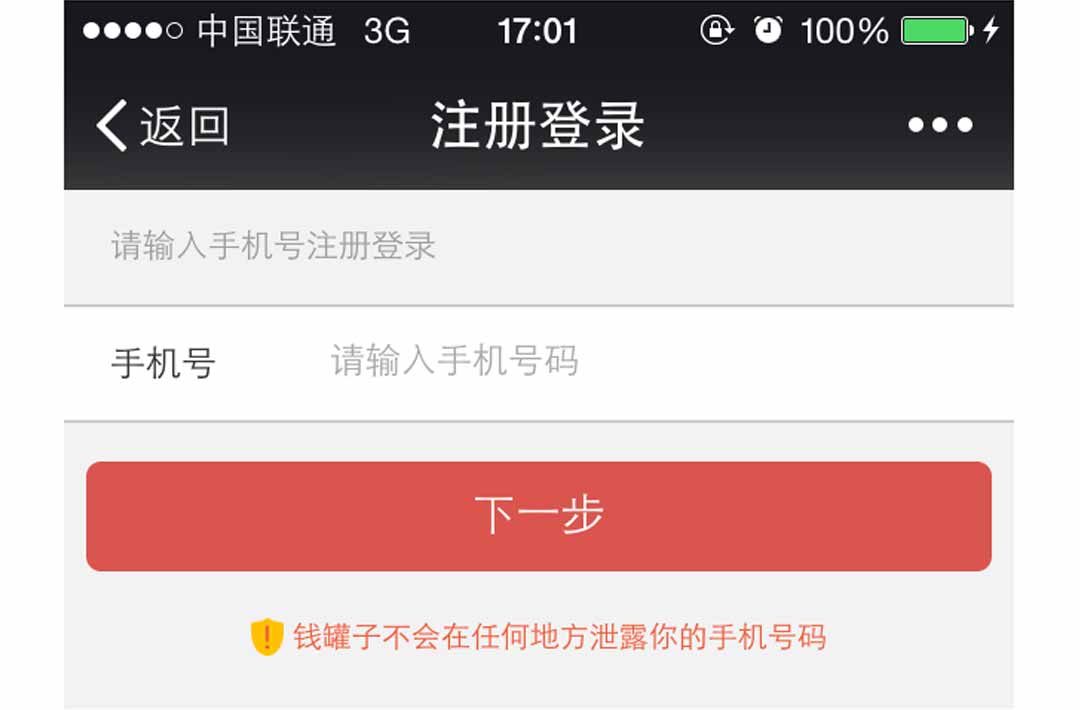 中国联通 3G 17:01 100%
返回 注册登录
请输入手机号注册登录
手机号 请输入手机号码
下一步
钱罐子不会在任何地方泄露你的手机号码